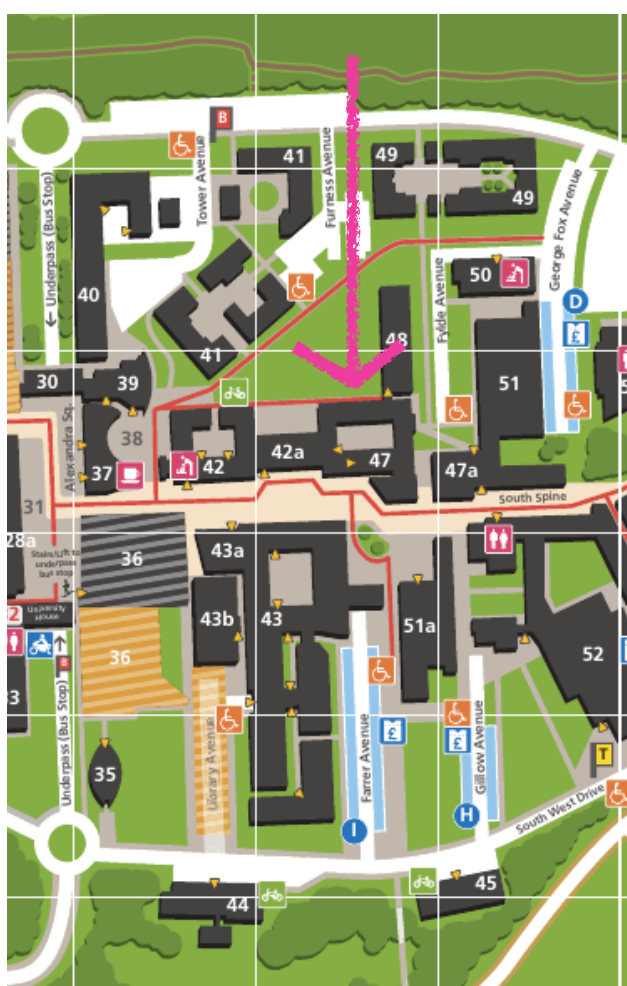 B
41
49
49
Tower Avenue
Furness Avenue
George Fox Avenue
Underpass (Bus Stop)
40
50
Fylde Avenue
D
£
41
48
30
39
51
Alexandra Sq.
38
37
42
42a
47
47a
South Spine
31
28a
36
43a
Stairs/Lift to
underpass
bus stop
2
University
House
43b
43
51a
52
36
B
Underpass (Bus Stop)
Library Avenue
Farrer Avenue
£
£
Gillow Avenue
T
35
I
H
South West Drive
44
45